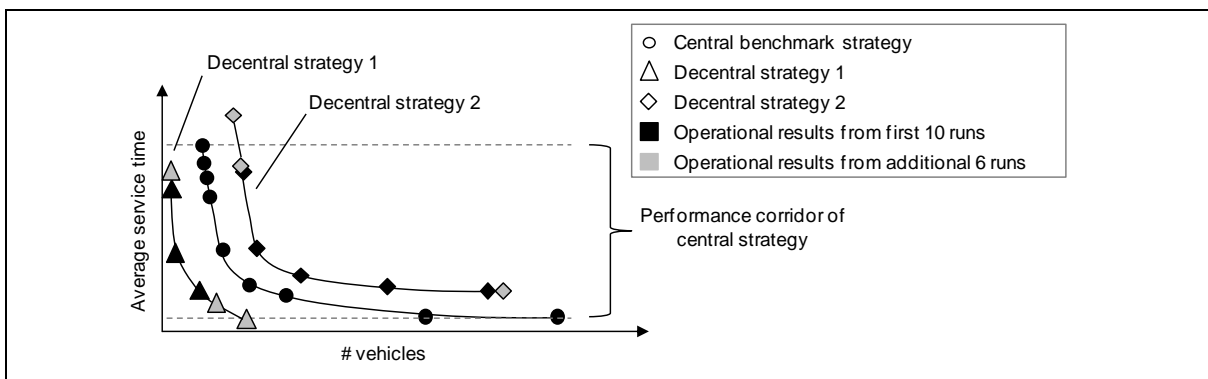 Decentral strategy 1
Decentral strategy 2
Average service time
# vehicles
Central benchmark strategy
Decentral strategy 1
Decentral strategy 2
Operational results from first 10 runs
Operational results from additional 6 runs
Performance corridor of
central strategy